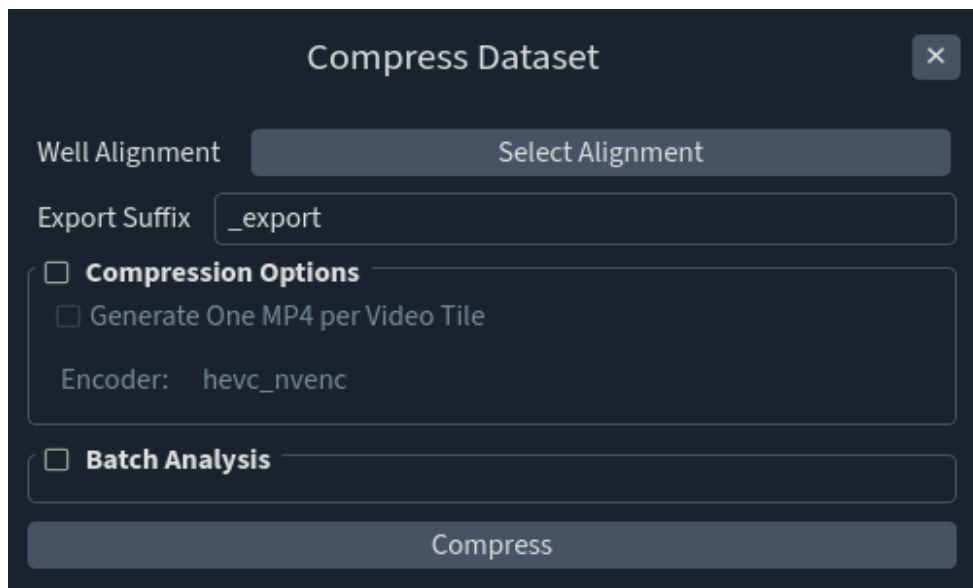 Compress Dataset ×
Well Alignment Select Alignment
Export Suffix _export
Compression Options
Generate One MP4 per Video Tile
Encoder: hevc_nvenc
Batch Analysis
Compress